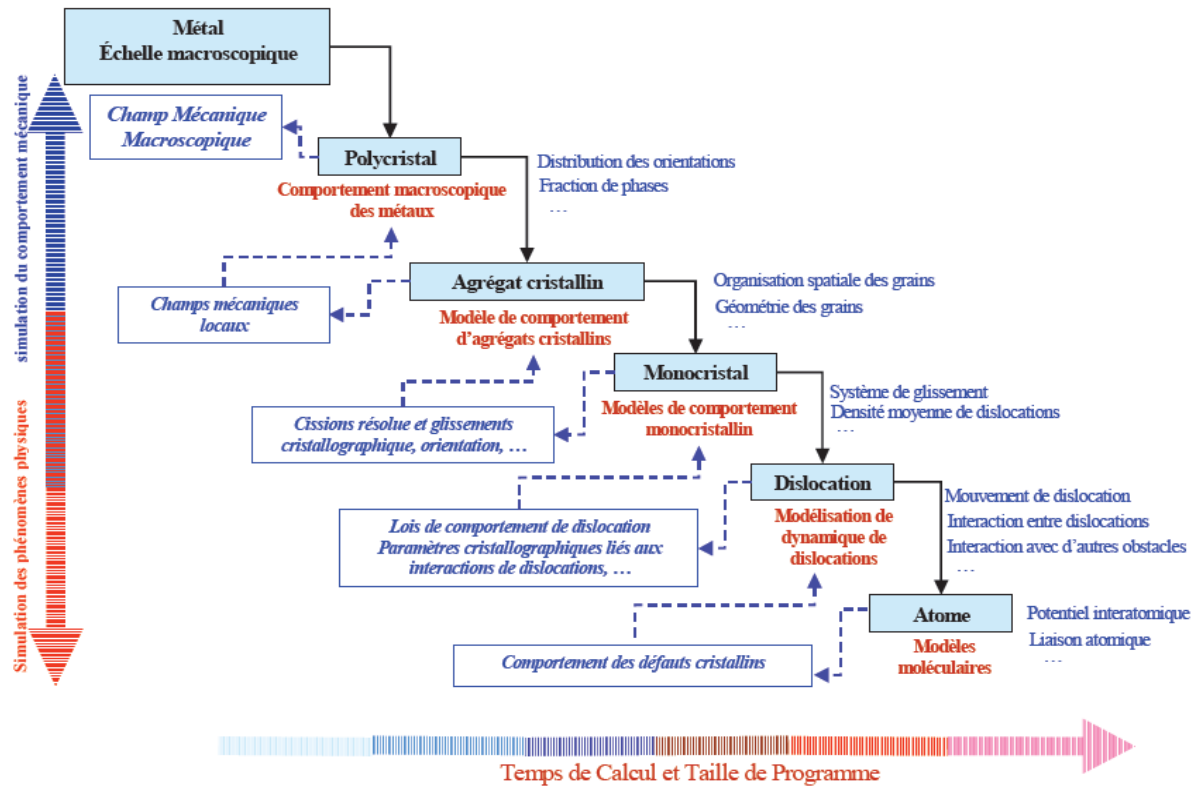 Métal
Échelle macroscopique
simulation du comportement mécanique
Simulation des phénomènes physiques
Champ Mécanique
Macroscopique
Polycristal
Comportement macroscopique
des métaux
Distribution des orientations
Fraction de phases
...
Agrégat cristallin
Modèle de comportement
d'agrégats cristallins
Champs mécaniques
locaux
Organisation spatiale des grains
Géométrie des grains
...
Monocristal
Modèles de comportement
monocristallin
Cissions résolue et glissements
cristallographique, orientation, ...
Système de glissement
Densité moyenne de dislocations
...
Dislocation
Modélisation de
dynamique de
dislocations
Lois de comportement de dislocation
Paramètres cristallographiques liés aux
interactions de dislocations, ...
Mouvement de dislocation
Interaction entre dislocations
Interaction avec d'autres obstacles
...
Atome
Modèles
moléculaires
Potentiel interatomique
Liaison atomique
...
Comportement des défauts cristallins
Temps de Calcul et Taille de Programme